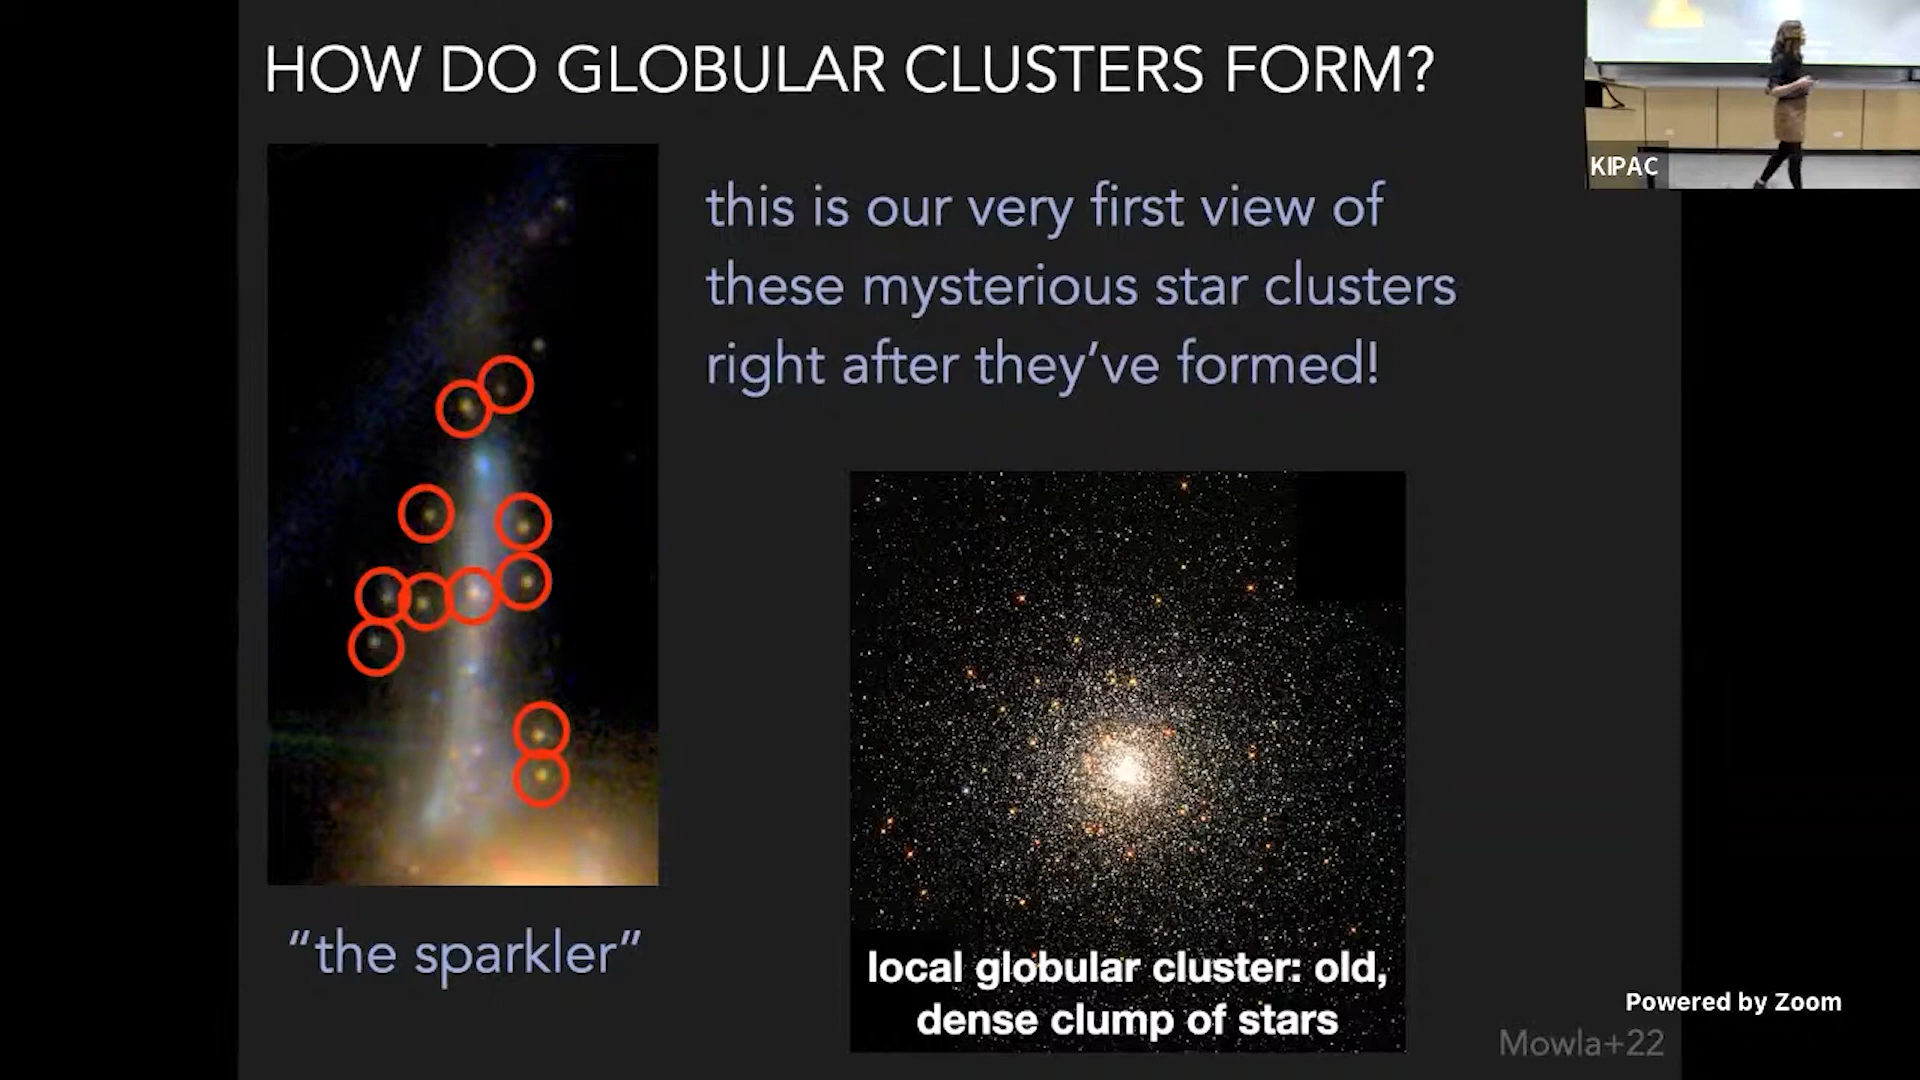 HOW DO GLOBULAR CLUSTERS FORM?
KIPAC
this is our very first view of
these mysterious star clusters
right after they’ve formed!
“the sparkler”
local globular cluster: old,
dense clump of stars
Powered by Zoom
Mowla+22